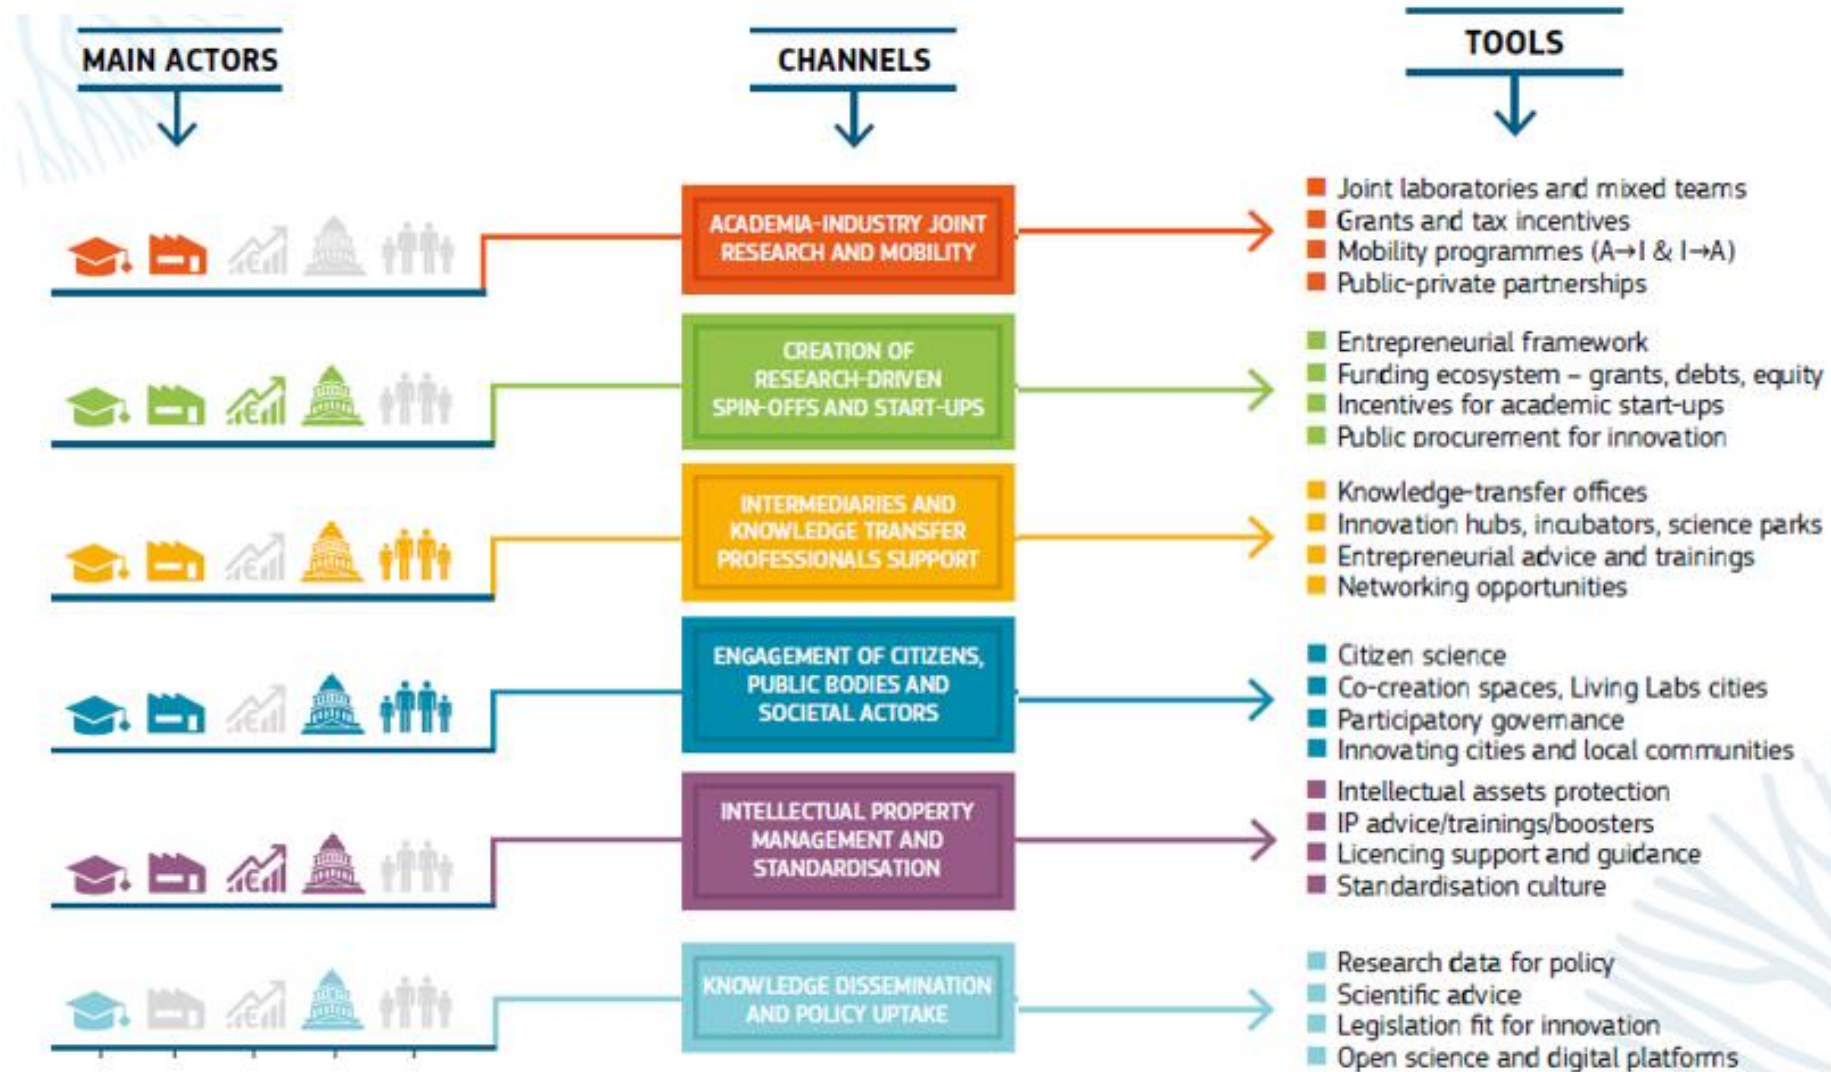 MAIN ACTORS
CHANNELS
TOOLS
ACADEMIA-INDUSTRY JOINT
RESEARCH AND MOBILITY
Joint laboratories and mixed teams
Grants and tax incentives
Mobility programmes (A→I & I→A)
Public-private partnerships
CREATION OF
RESEARCH-DRIVEN
SPIN-OFFS AND START-UPS
Entrepreneurial framework
Funding ecosystem – grants, debts, equity
Incentives for academic start-ups
Public procurement for innovation
INTERMEDIARIES AND
KNOWLEDGE TRANSFER
PROFESSIONALS SUPPORT
Knowledge-transfer offices
Innovation hubs, incubators, science parks
Entrepreneurial advice and trainings
Networking opportunities
ENGAGEMENT OF CITIZENS,
PUBLIC BODIES AND
SOCIETAL ACTORS
Citizen science
Co-creation spaces, Living Labs cities
Participatory governance
Innovating cities and local communities
INTELLECTUAL PROPERTY
MANAGEMENT AND
STANDARDISATION
Intellectual assets protection
IP advice/trainings/boosters
Licencing support and guidance
Standardisation culture
KNOWLEDGE DISSEMINATION
AND POLICY UPTAKE
Research data for policy
Scientific advice
Legislation fit for innovation
Open science and digital platforms